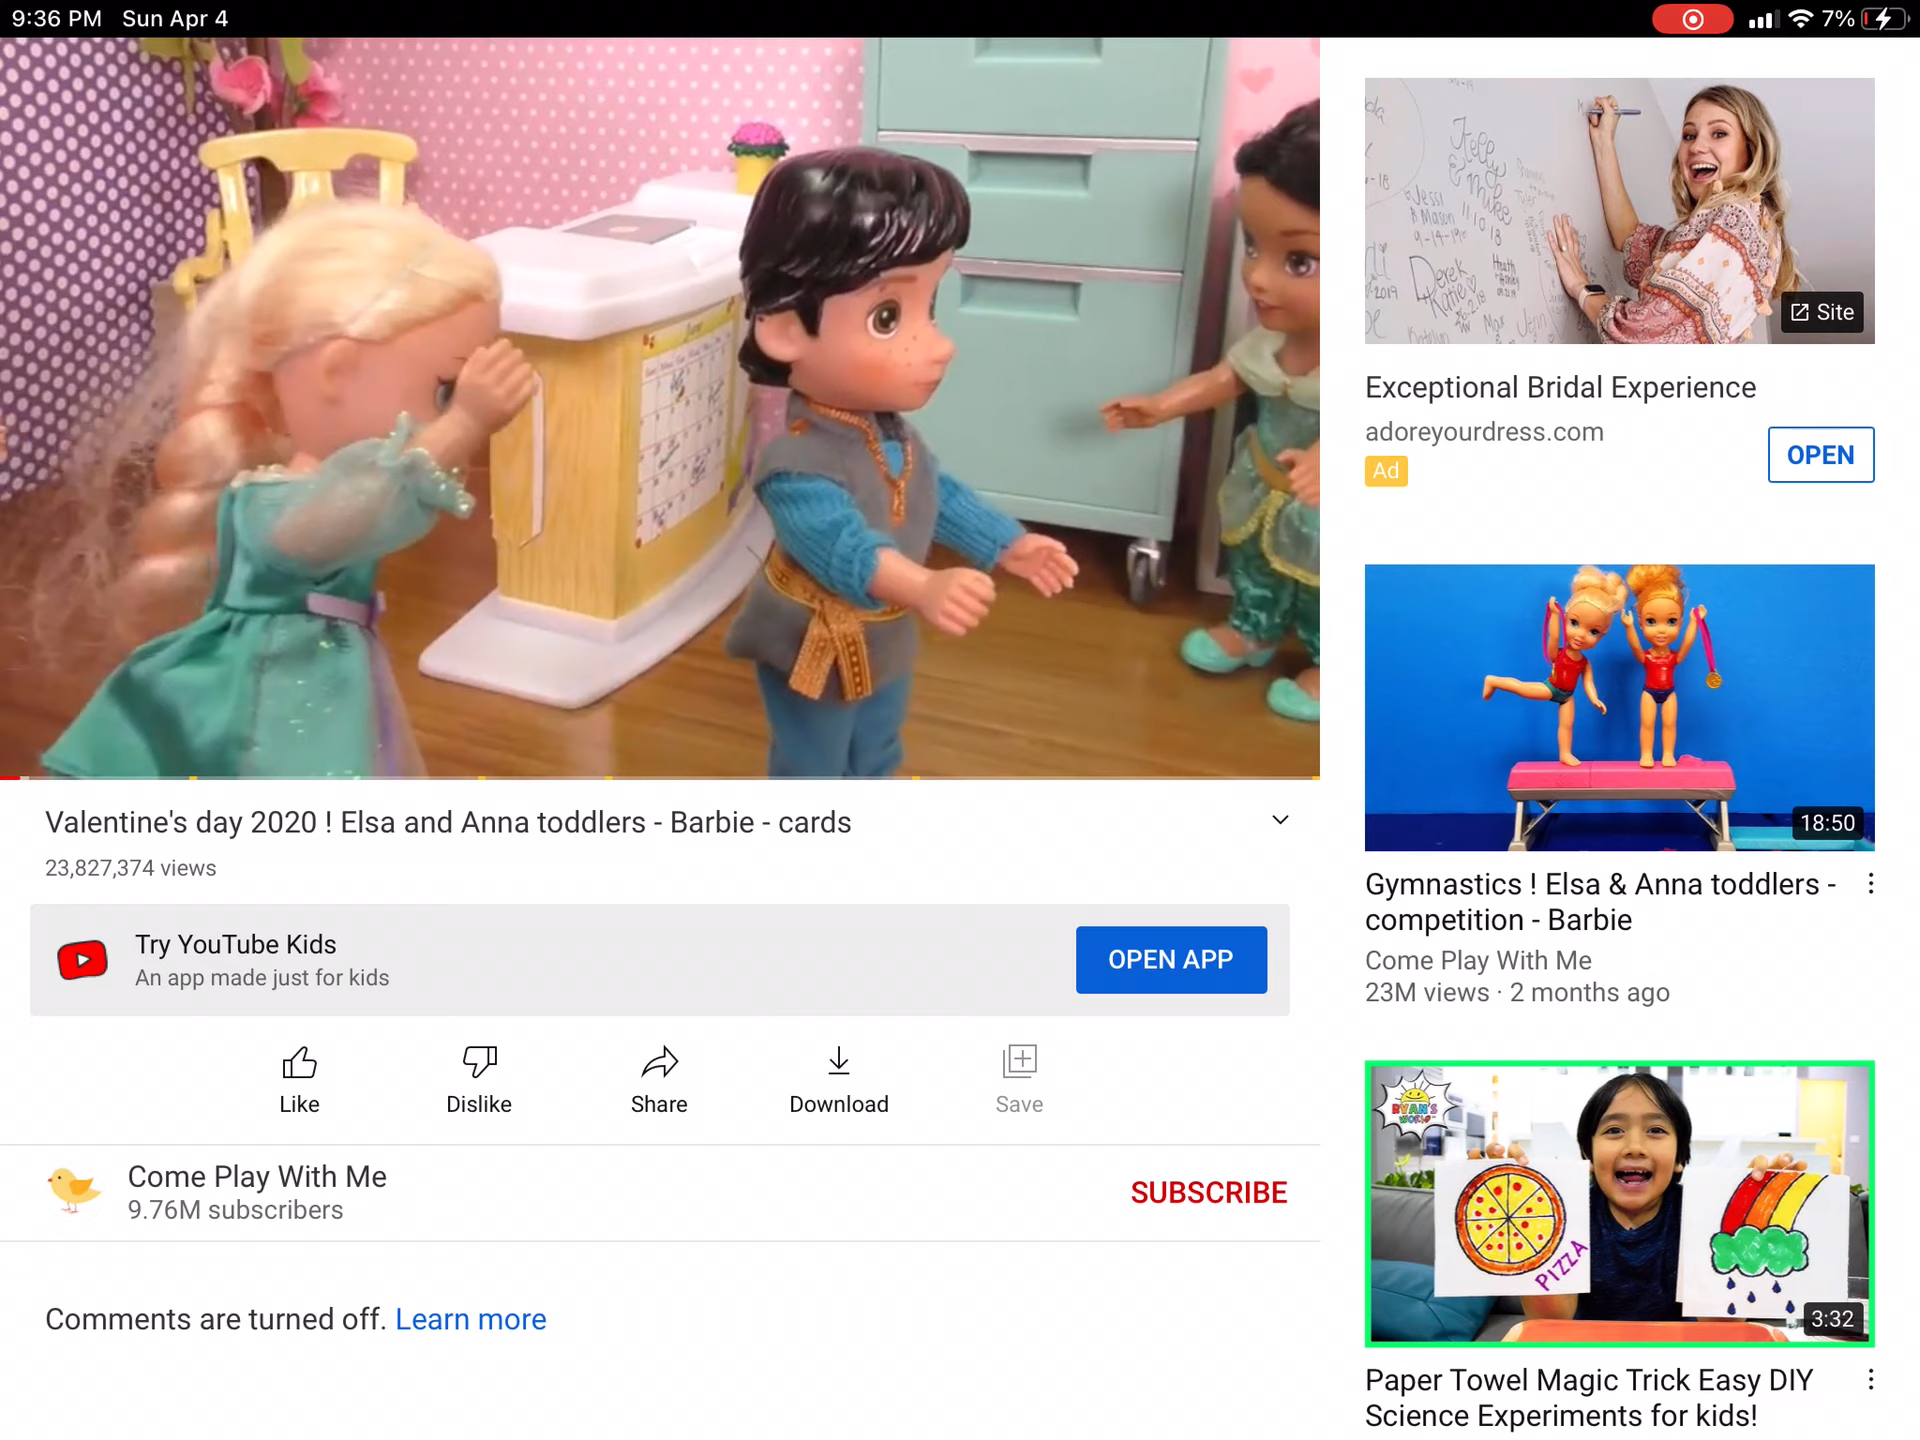 9:36 PM Sun Apr 4
7%
Site
Exceptional Bridal Experience
adoreyourdress.com
Ad
OPEN
18:50
Gymnastics ! Elsa & Anna toddlers -
competition - Barbie
Come Play With Me
23M views · 2 months ago
RYAN'S
WORLD
PIZZA
3:32
Paper Towel Magic Trick Easy DIY
Science Experiments for kids!
Valentine's day 2020 ! Elsa and Anna toddlers - Barbie - cards
23,827,374 views
Try YouTube Kids
An app made just for kids
OPEN APP
Like
Dislike
Share
Download
Save
Come Play With Me
9.76M subscribers
SUBSCRIBE
Comments are turned off. Learn more